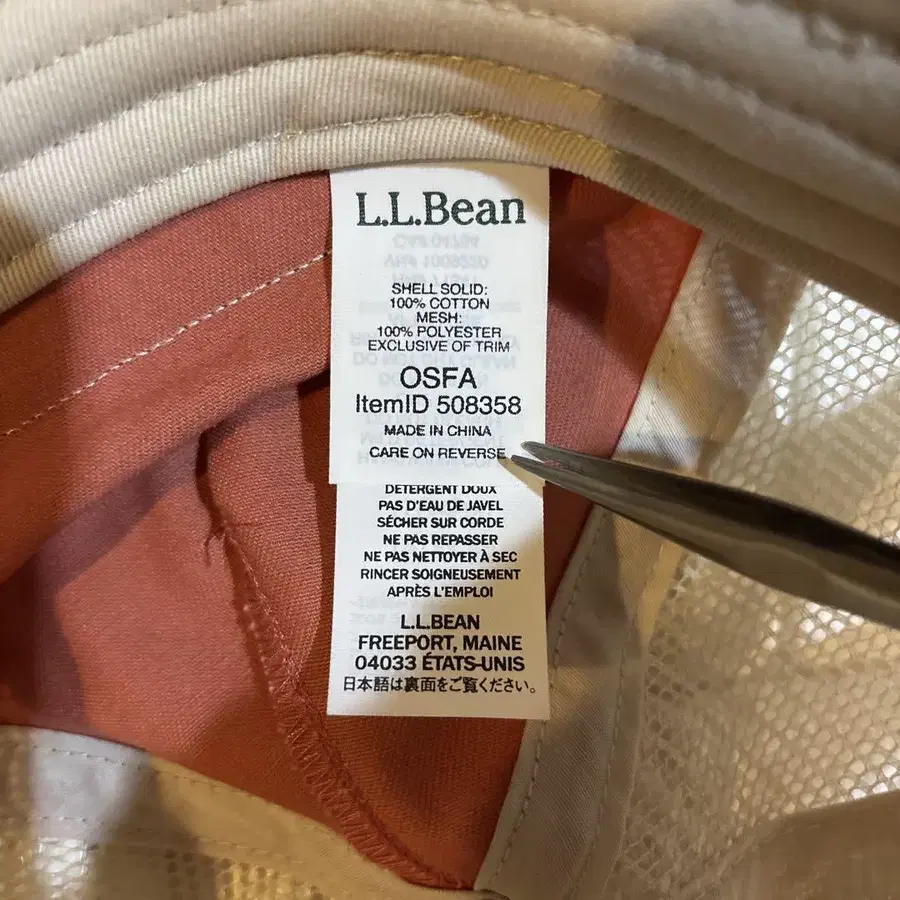 L.L.Bean
SHELL SOLID:
100% COTTON
MESH:
100% POLYESTER
EXCLUSIVE OF TRIM
OSFA
ItemID 508358
MADE IN CHINA
CARE ON REVERSE
DETERGENT DOUX
PAS D'EAU DE JAVEL
SÉCHER SUR CORDE
NE PAS REPASSER
NE PAS NETTOYER À SEC
RINCER SOIGNEUSEMENT
APRÈS L'EMPLOI
L.L.BEAN
FREEPORT, MAINE
04033 ÉTATS-UNIS
日本語は裏面をご覧ください。